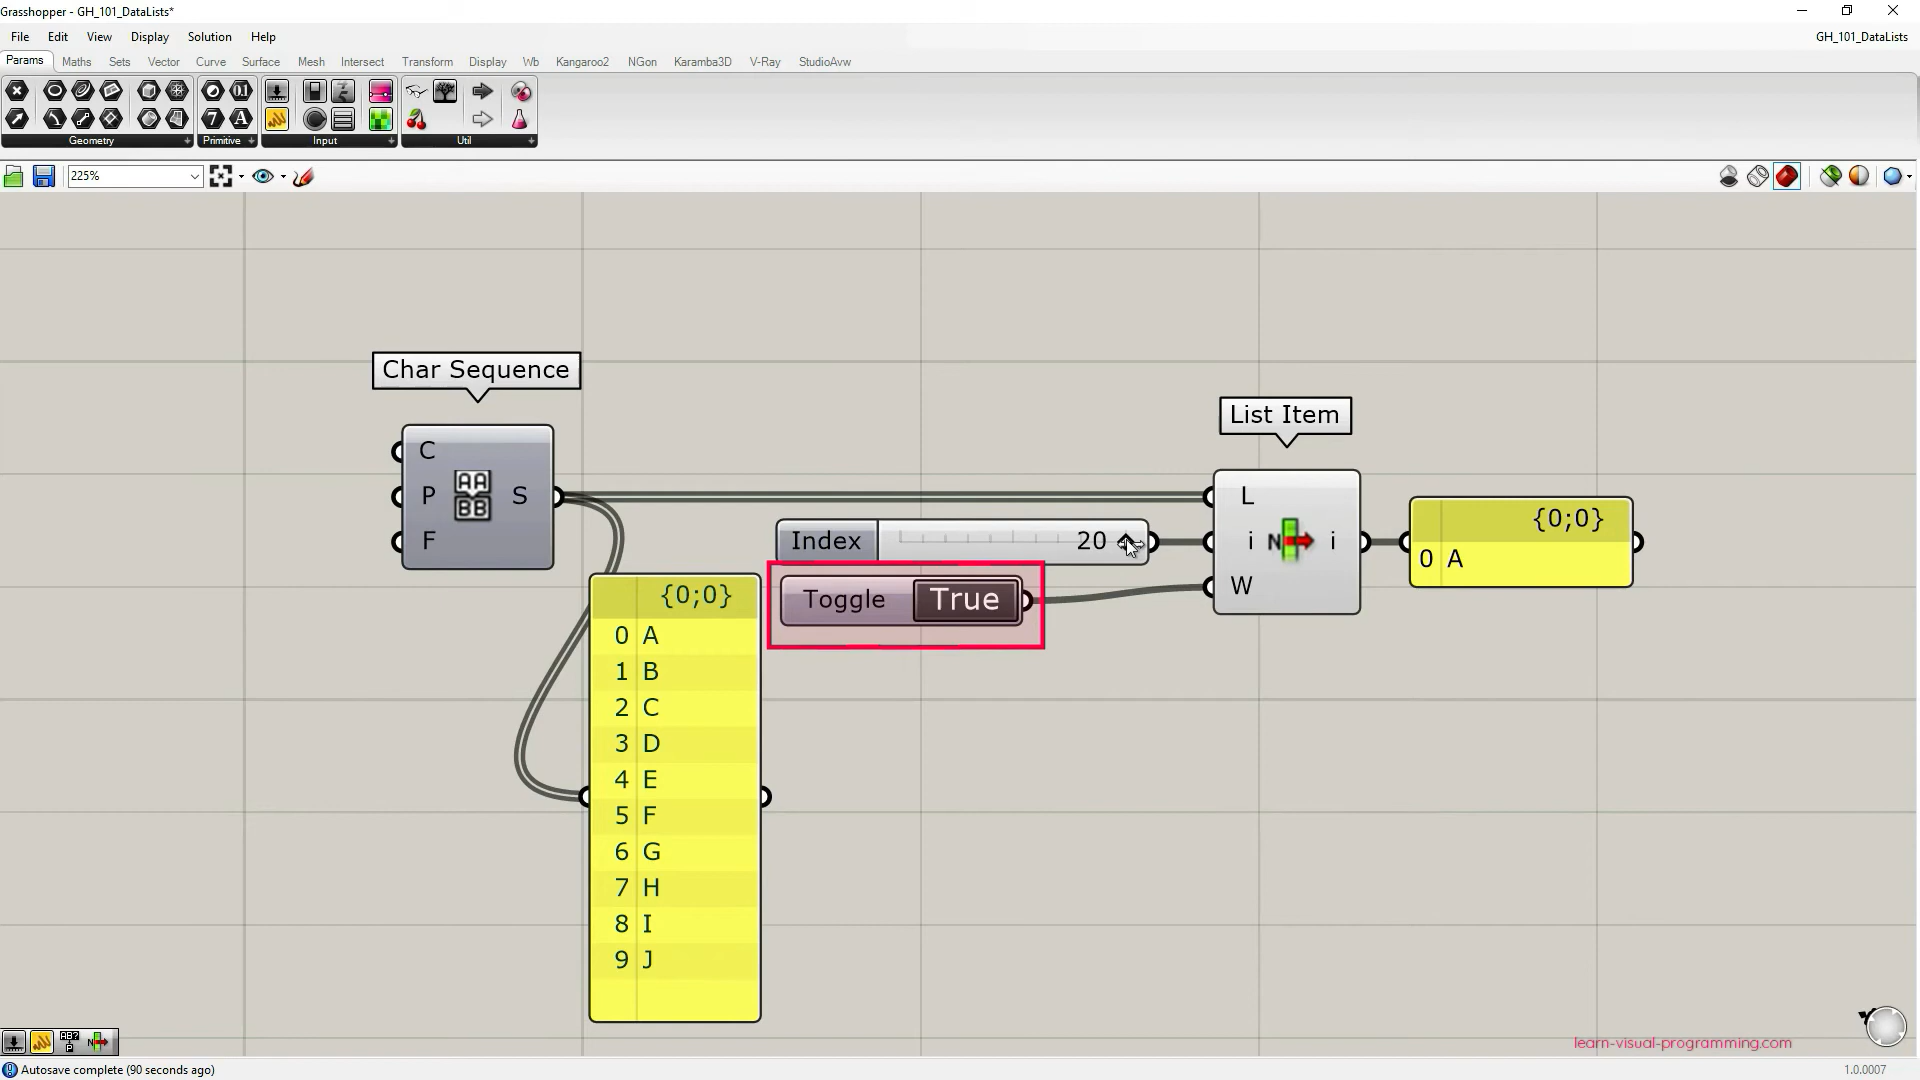 Grasshopper - GH_101_DataLists*
File Edit View Display Solution Help GH_101_DataLists
Params Maths Sets Vector Curve Surface Mesh Intersect Transform Display Wb Kangaroo2 NGon Karamba3D V-Ray StudioAvw
Geometry Primitive Input Util
225%
Char Sequence
C
P S
F
AA
BB
{0;0}
0 A
1 B
2 C
3 D
4 E
5 F
6 G
7 H
8 I
9 J
Index 20
Toggle True
List Item
L
i N i
W
{0;0}
0 A
learn-visual-programming.com
Autosave complete (90 seconds ago) 1.0.0007